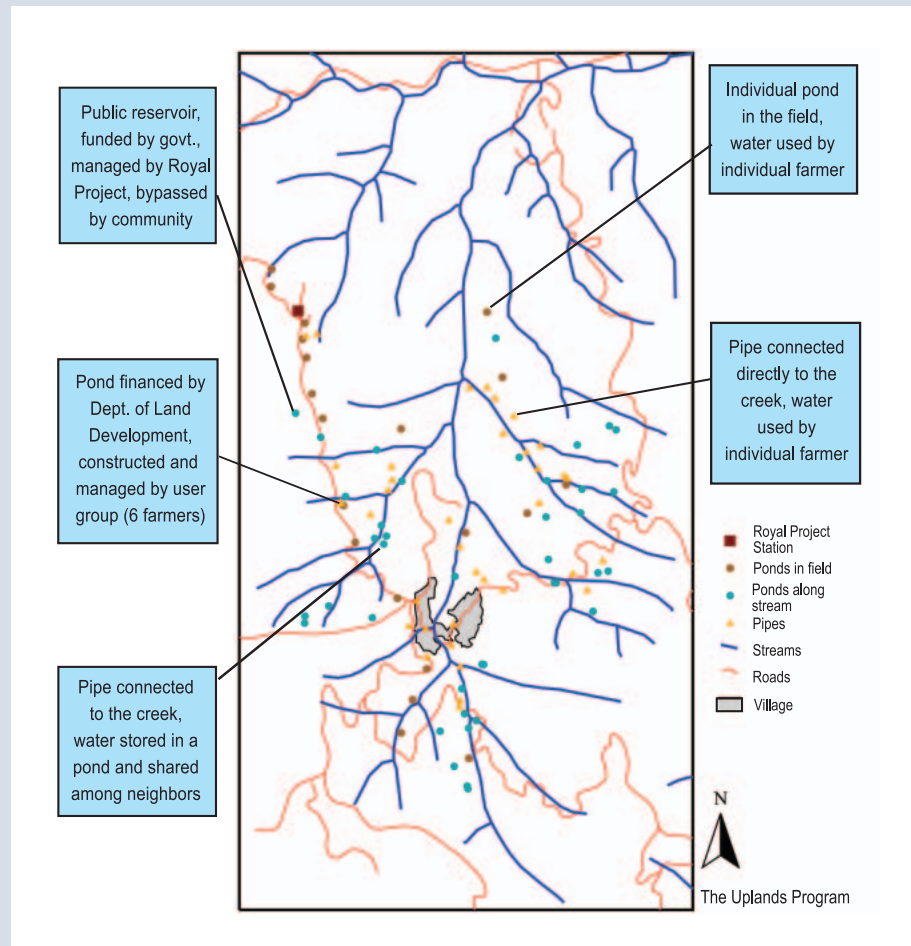 Public reservoir,
funded by govt.,
managed by Royal
Project, bypassed
by community
Individual pond
in the field,
water used by
individual farmer
Pond financed by
Dept. of Land
Development,
constructed and
managed by user
group (6 farmers)
Pipe connected
directly to the
creek, water
used by
individual farmer
Pipe connected
to the creek,
water stored in a
pond and shared
among neighbors
Royal Project
Station
Ponds in field
Ponds along
stream
Pipes
Streams
Roads
Village
N
The Uplands Program